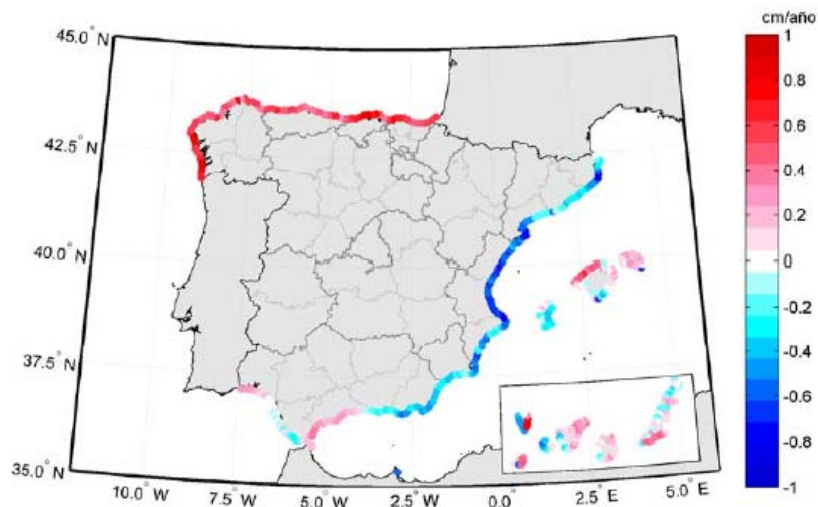 cm/año
45.0° N
42.5° N
40.0° N
37.5° N
35.0° N
10.0° W
7.5° W
5.0° W
2.5° W
0.0°
2.5° E
5.0° E
1
0.8
0.6
0.4
0.2
0
-0.2
-0.4
-0.6
-0.8
-1